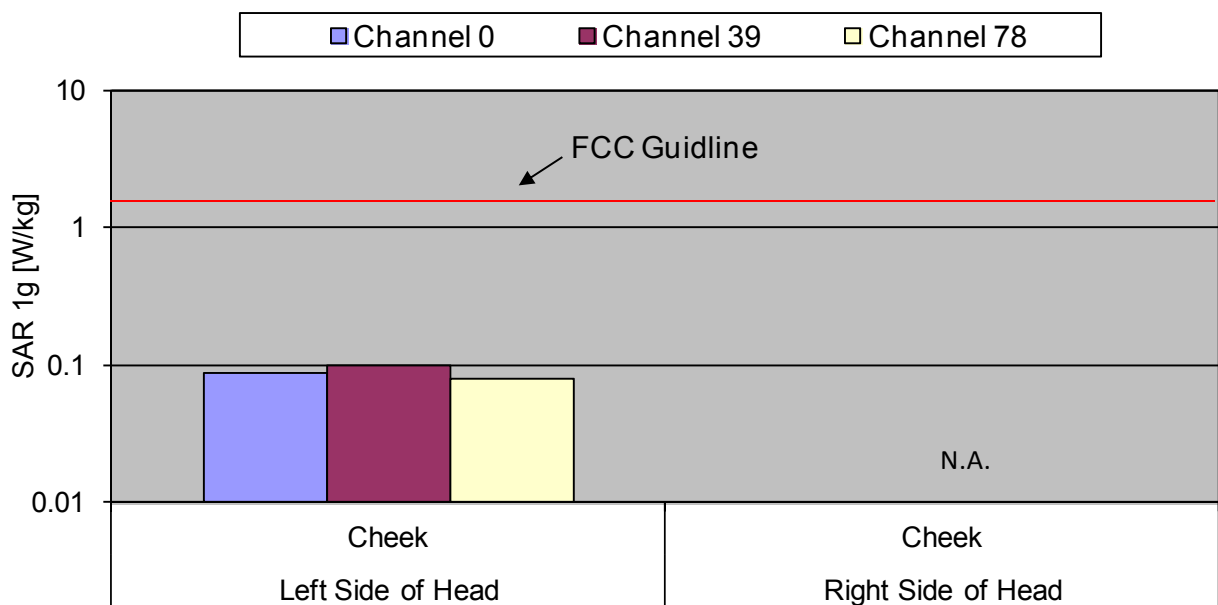 Channel 0 Channel 39 Channel 78
10
FCC Guidline
1
0.1
0.01
SAR 1g [W/kg]
N.A.
Cheek Cheek
Left Side of Head Right Side of Head